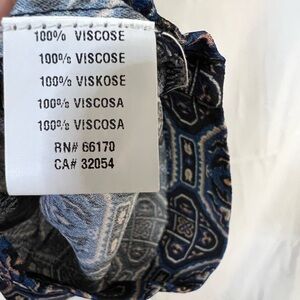 100% VISCOSE
100% VISCOSE
100% VISKOSE
100% VISCOSA
100% VISCOSA
RN# 66170
CA# 32054